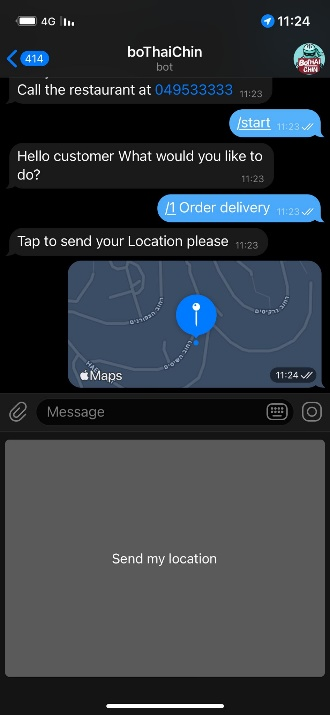 4G
11:24
414
boThaiChin
bot
BOTHAI
CHIN
Call the restaurant at 049533333 11:23
/start 11:23
Hello customer What would you like to
do? 11:23
/1 Order delivery 11:23
Tap to send your Location please 11:23
Maps
11:24
Message
Send my location